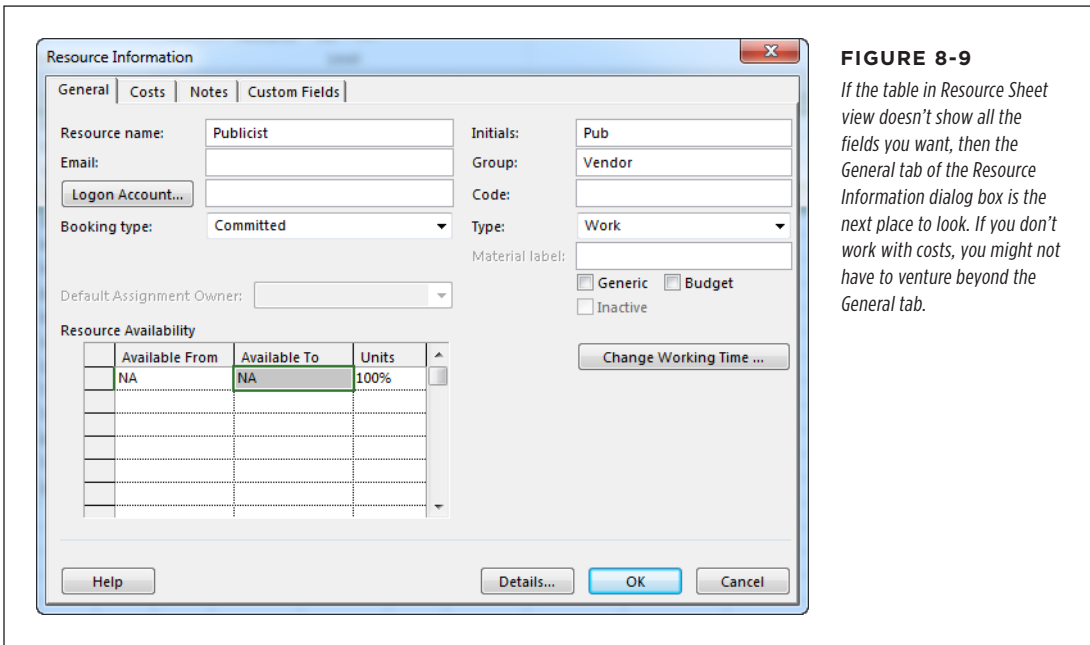 Resource Information
General Costs Notes Custom Fields
Resource name: Publicist Initials: Pub
Email: Group: Vendor
Logon Account... Code:
Booking type: Committed Type: Work
Material label:
Generic Budget
Default Assignment Owner: Inactive
Resource Availability
Available From Available To Units Change Working Time ...
NA NA 100%
Help Details... OK Cancel
FIGURE 8-9
If the table in Resource Sheet
view doesn’t show all the
fields you want, then the
General tab of the Resource
Information dialog box is the
next place to look. If you don’t
work with costs, you might not
have to venture beyond the
General tab.